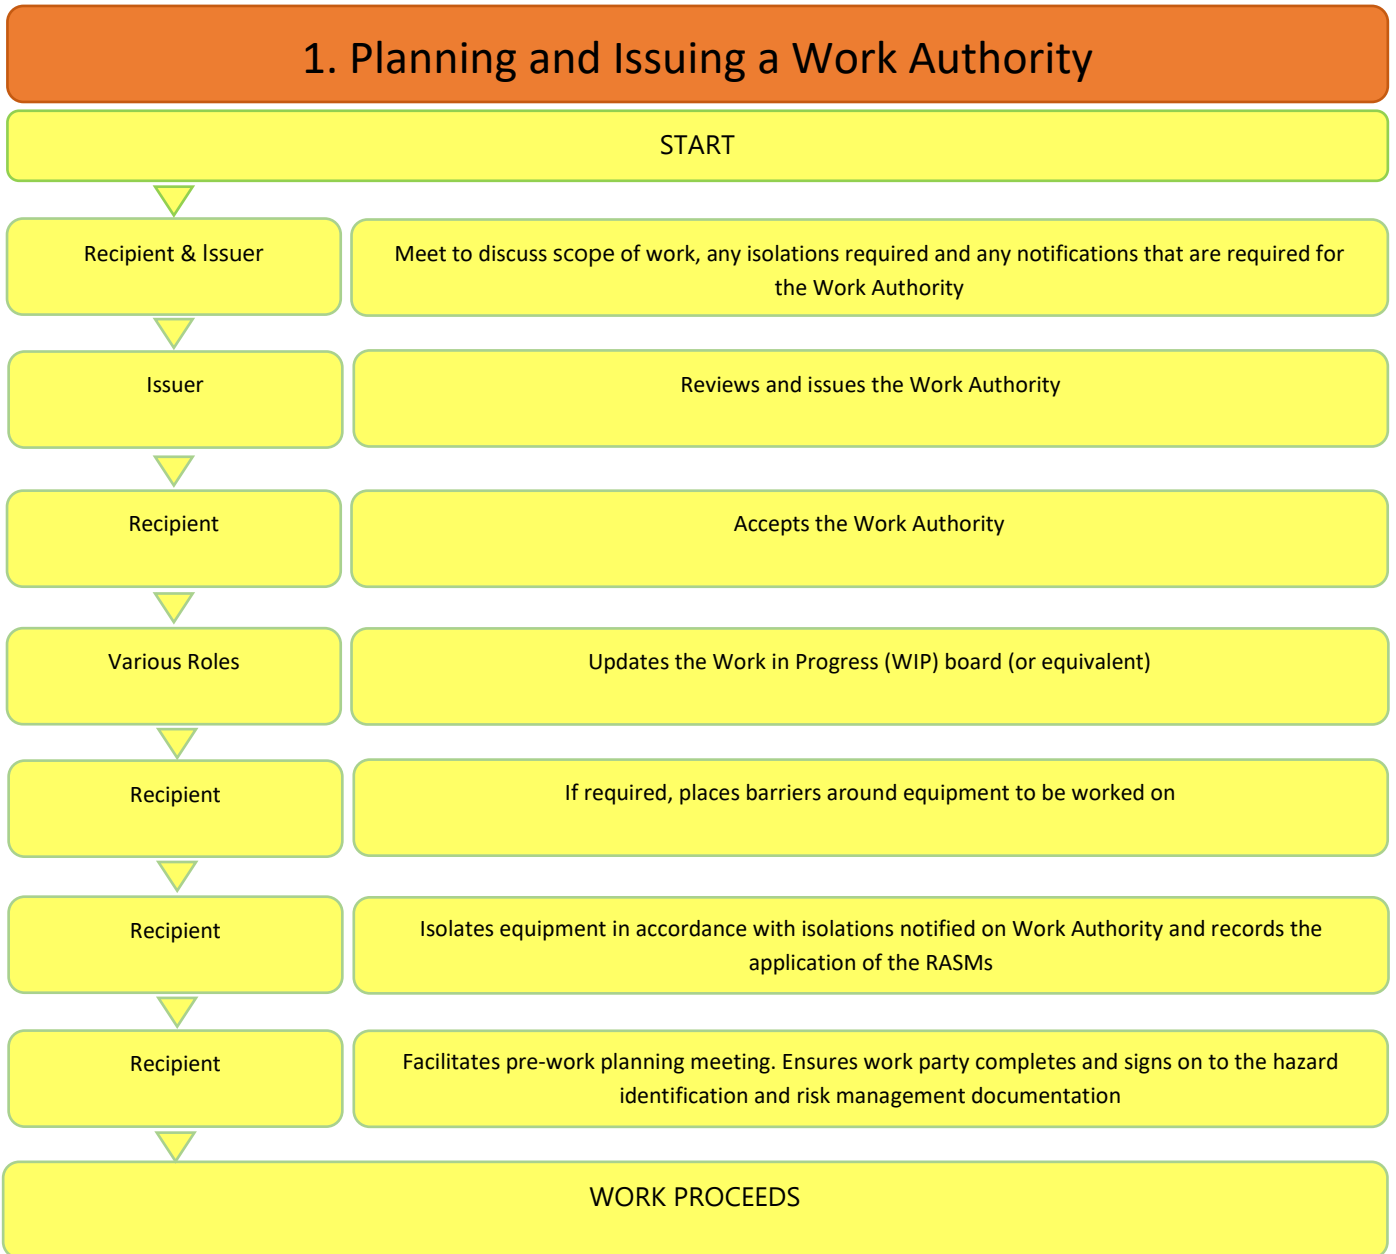 1. Planning and Issuing a Work Authority
START
Recipient & Issuer
Meet to discuss scope of work, any isolations required and any notifications that are required for
the Work Authority
Issuer
Reviews and issues the Work Authority
Recipient
Accepts the Work Authority
Various Roles
Updates the Work in Progress (WIP) board (or equivalent)
Recipient
If required, places barriers around equipment to be worked on
Recipient
Isolates equipment in accordance with isolations notified on Work Authority and records the
application of the RASMs
Recipient
Facilitates pre-work planning meeting. Ensures work party completes and signs on to the hazard
identification and risk management documentation
WORK PROCEEDS